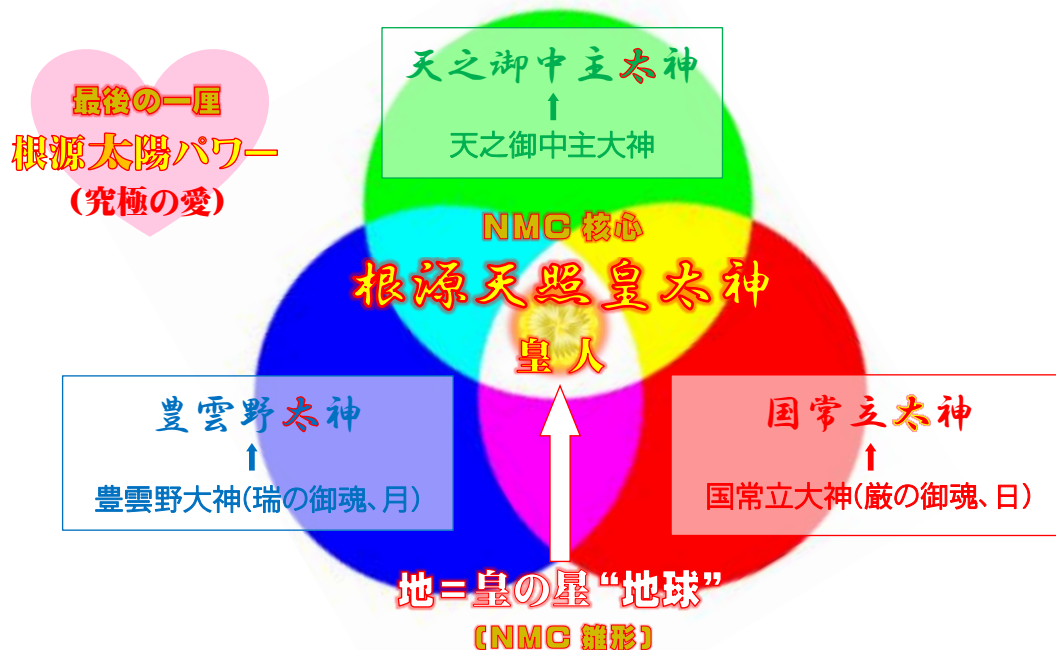 天之御中主太神
↑
天之御中主大神
最後の一厘
根源太陽パワー
(究極の愛)
NMC 核心
根源天照皇太神
皇人
豊雲野太神
↑
豊雲野大神(瑞の御魂、月)
国常立太神
↑
国常立大神(厳の御魂、日)
地=皇の星“地球”
〔NMC 雛形〕